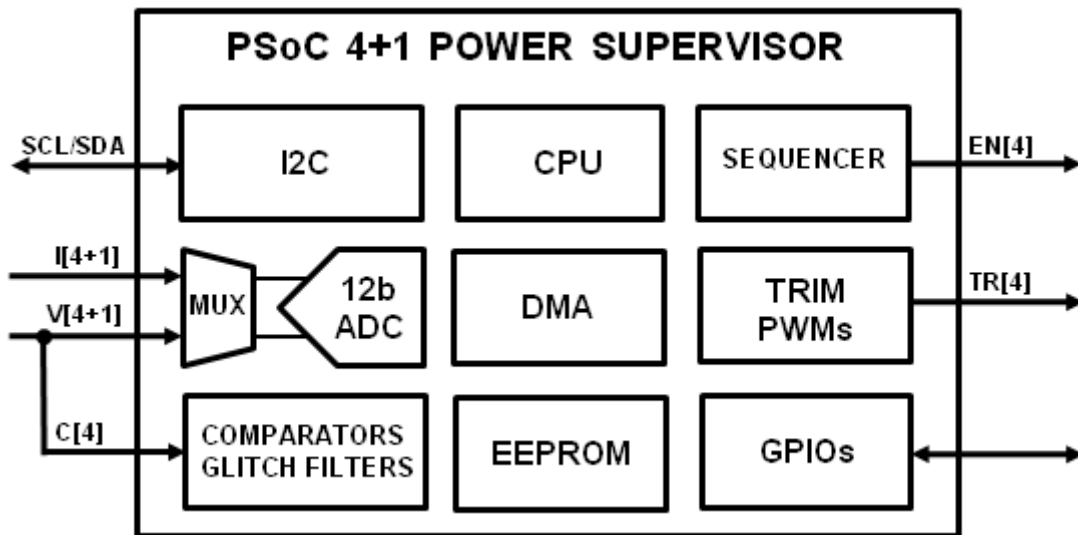 PSoC 4+1 POWER SUPERVISOR
SCL/SDA
I2C
CPU
SEQUENCER
EN[4]
I[4+1]
V[4+1]
MUX
12b
ADC
DMA
TRIM
PWMs
TR[4]
C[4]
COMPARATORS
GLITCH FILTERS
EEPROM
GPIOs